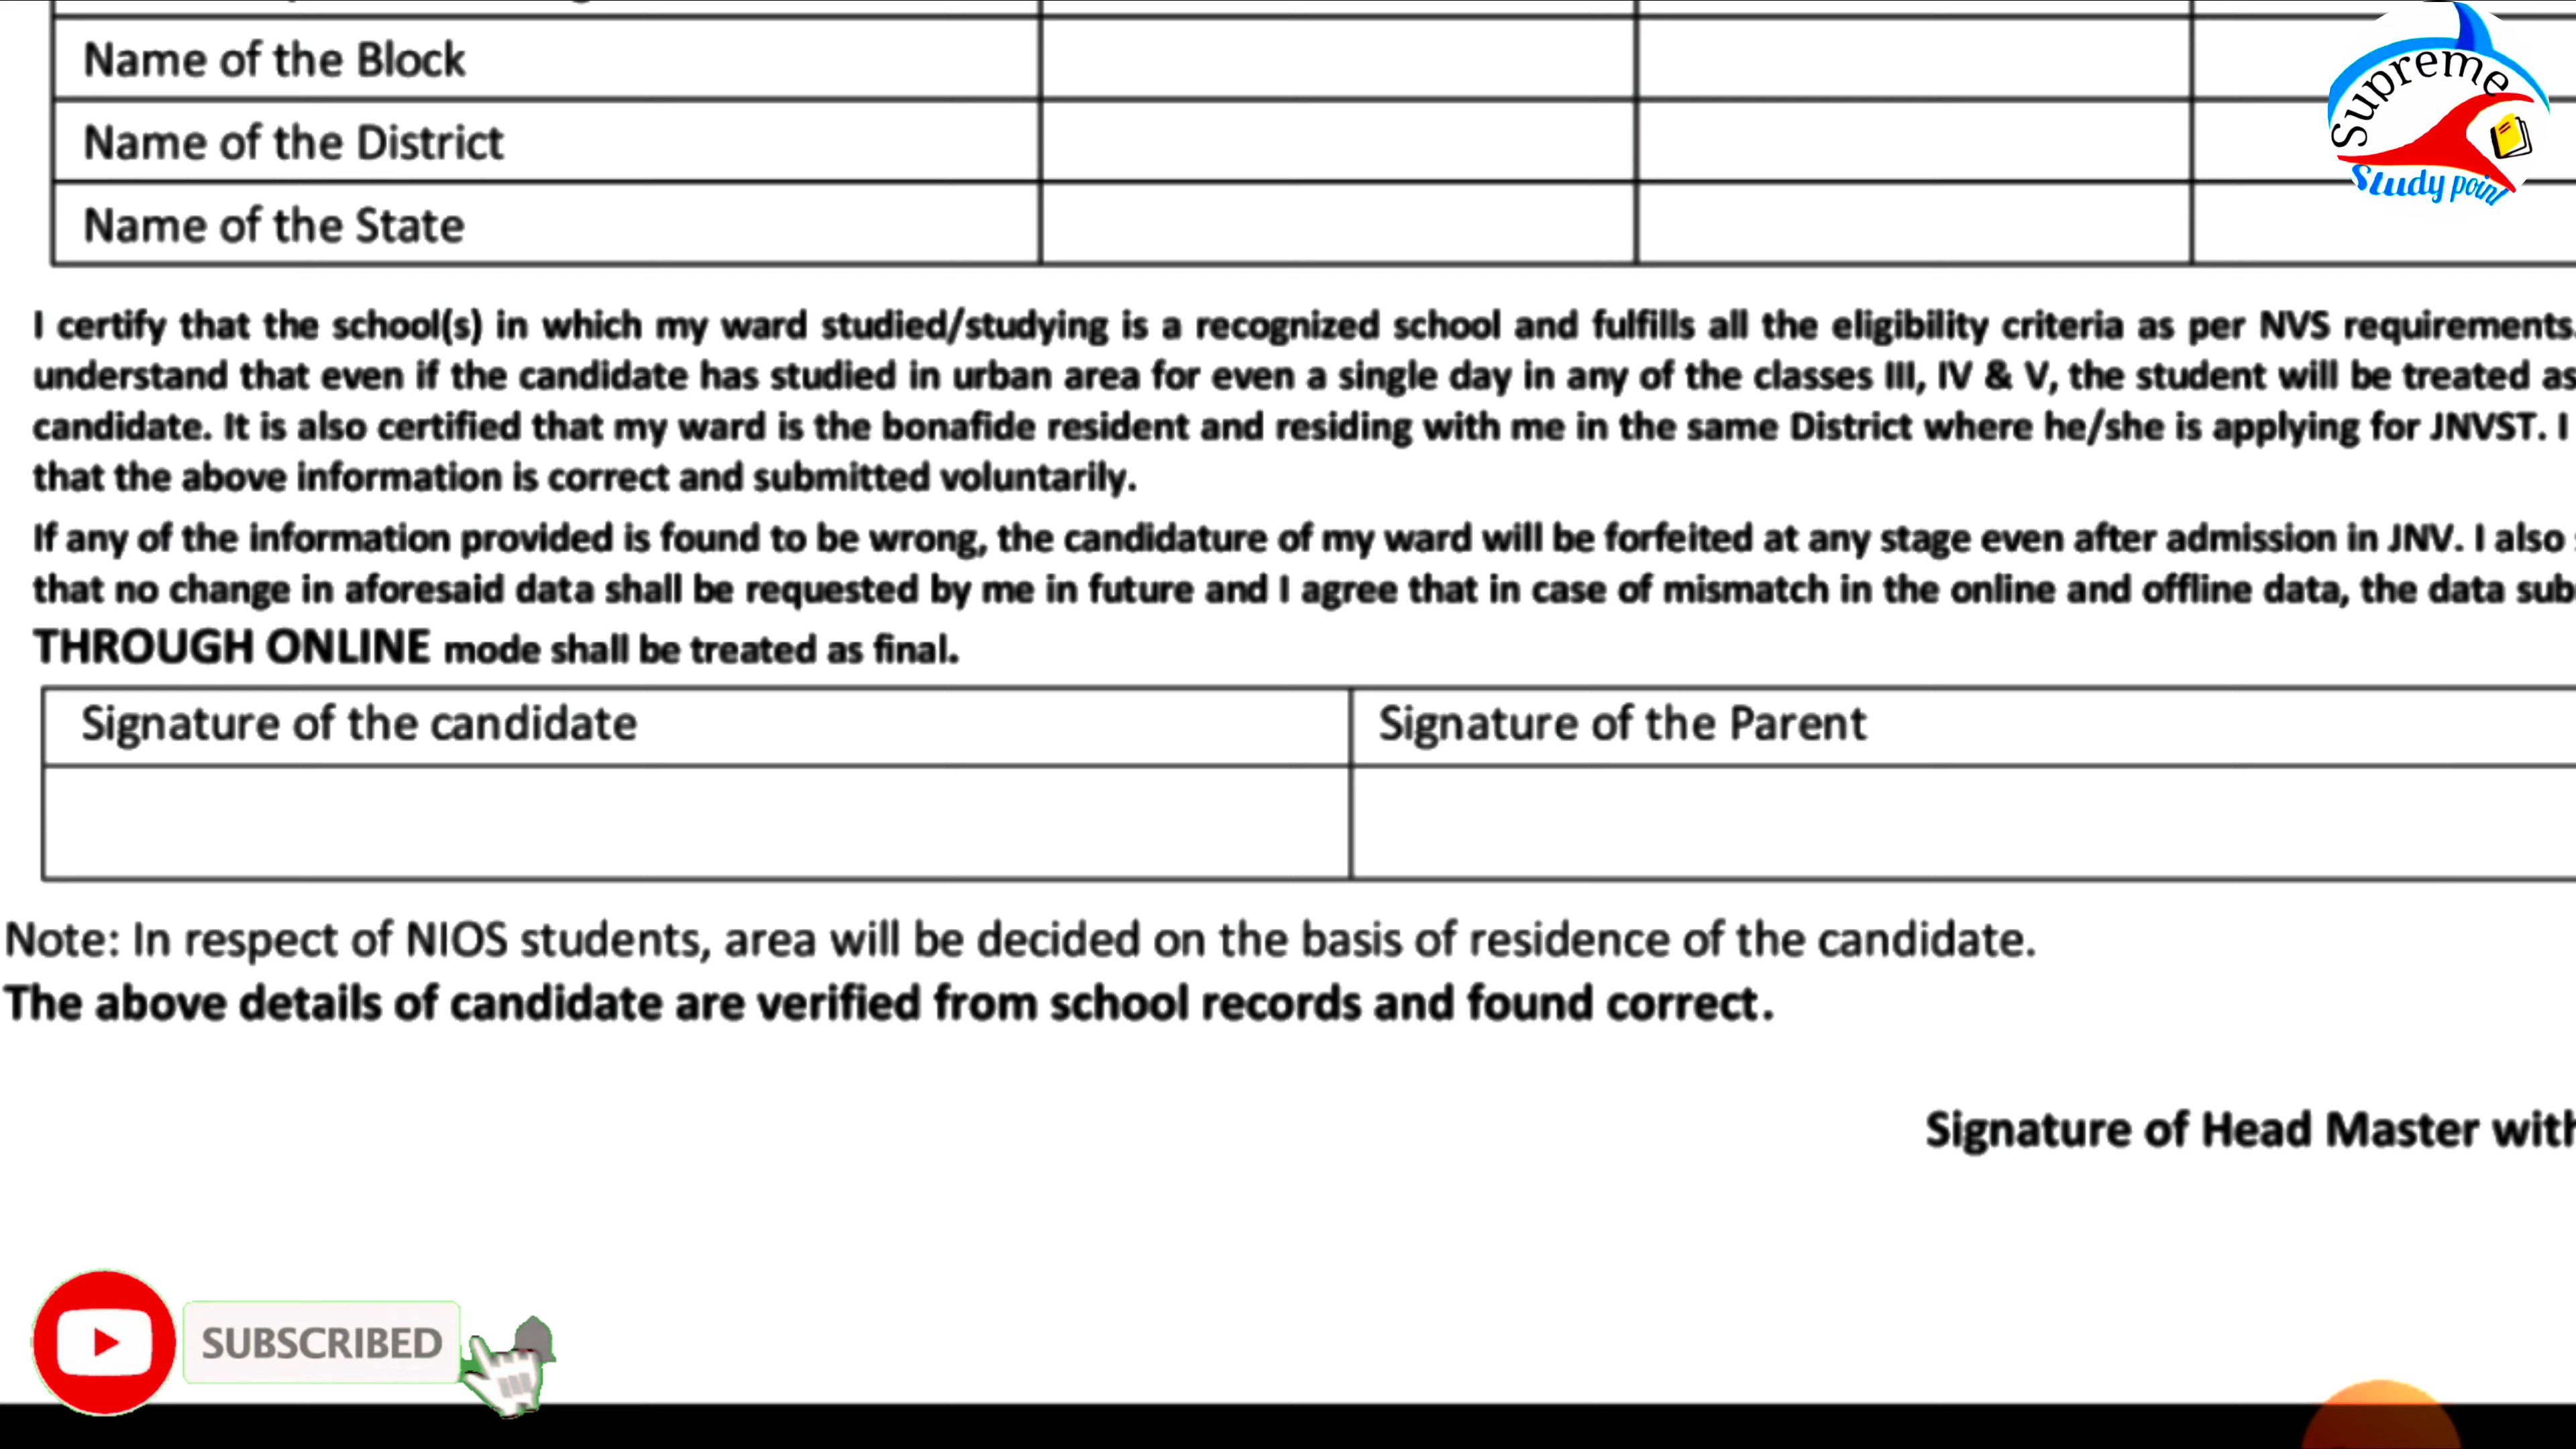 Name of the Block
Name of the District
Name of the State
Supreme
Study point
I certify that the school(s) in which my ward studied/studying is a recognized school and fulfills all the eligibility criteria as per NVS requirements.
understand that even if the candidate has studied in urban area for even a single day in any of the classes III, IV & V, the student will be treated as
candidate. It is also certified that my ward is the bonafide resident and residing with me in the same District where he/she is applying for JNVST. I
that the above information is correct and submitted voluntarily.
If any of the information provided is found to be wrong, the candidature of my ward will be forfeited at any stage even after admission in JNV. I also
that no change in aforesaid data shall be requested by me in future and I agree that in case of mismatch in the online and offline data, the data sub
THROUGH ONLINE mode shall be treated as final.
Signature of the candidate
Signature of the Parent
Note: In respect of NIOS students, area will be decided on the basis of residence of the candidate.
The above details of candidate are verified from school records and found correct.
Signature of Head Master with
SUBSCRIBED